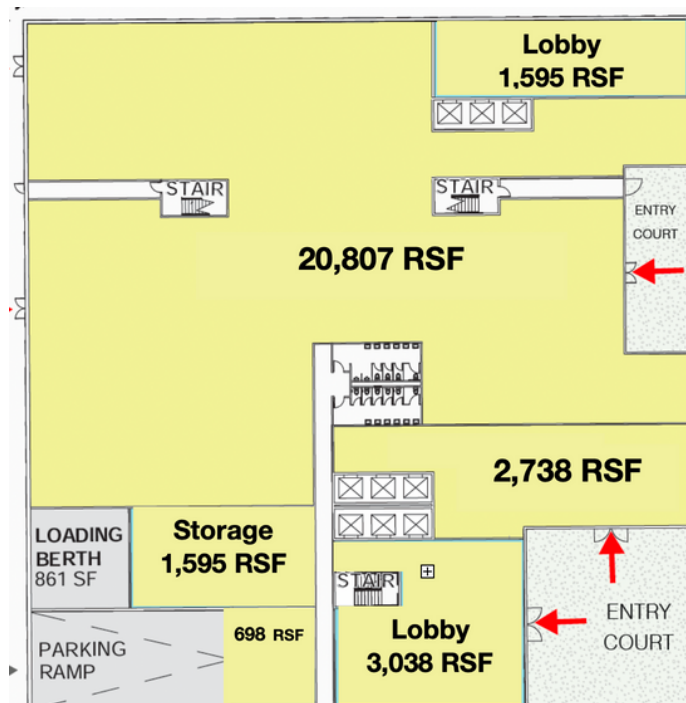 Lobby
1,595 RSF
STAIR
STAIR
ENTRY
COURT
20,807 RSF
2,738 RSF
LOADING
BERTH
861 SF
Storage
1,595 RSF
STAIR
ENTRY
COURT
Lobby
3,038 RSF
698 RSF
PARKING
RAMP